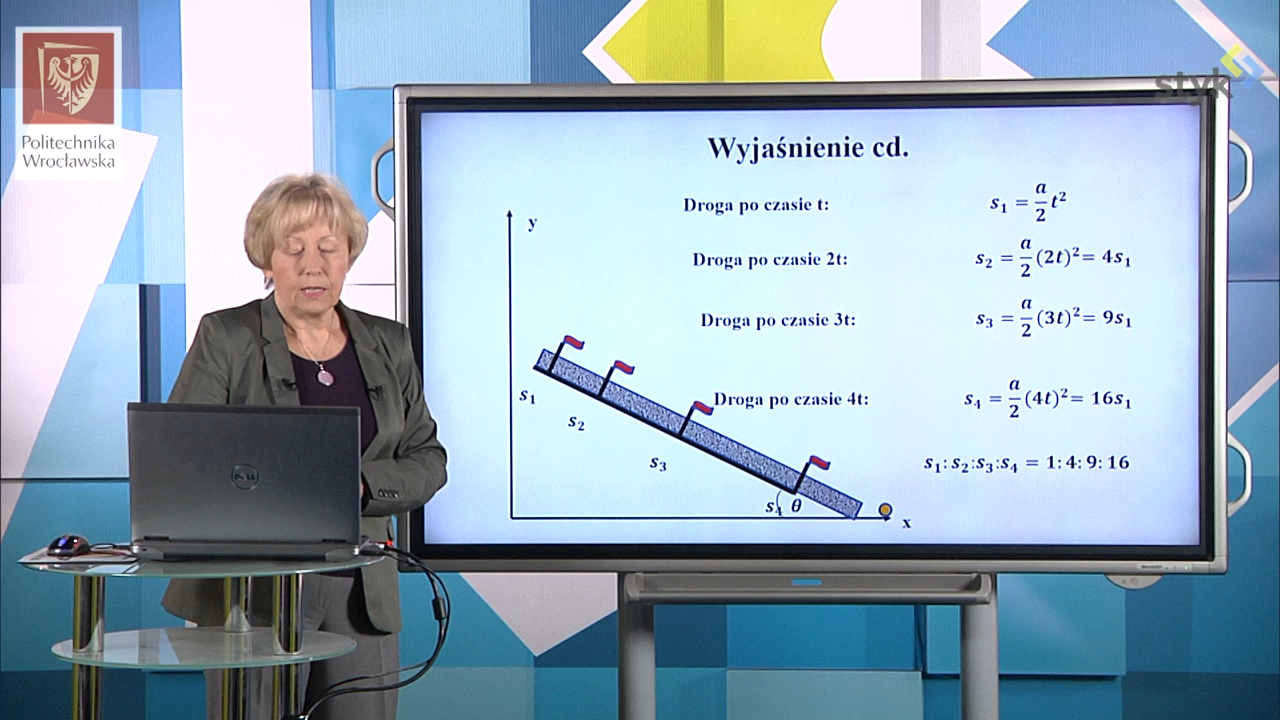 Politechnika
Wrocławska
styk
Wyjaśnienie cd.
Droga po czasie t: s₁ = a/2 t²
Droga po czasie 2t: s₂ = a/2 (2t)² = 4s₁
Droga po czasie 3t: s₃ = a/2 (3t)² = 9s₁
Droga po czasie 4t: s₄ = a/2 (4t)² = 16s₁
s₁: s₂:s₃:s₄ = 1: 4: 9: 16
y
s₁
s₂
s₃
s₄ θ
x
DELL